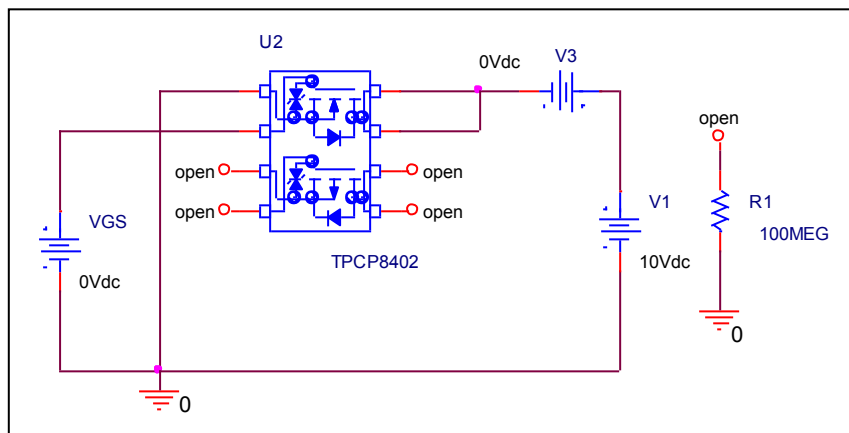 U2
0Vdc
V3
open
open
open
open
open
VGS
V1
R1
100MEG
0Vdc
TPCP8402
10Vdc
0
0